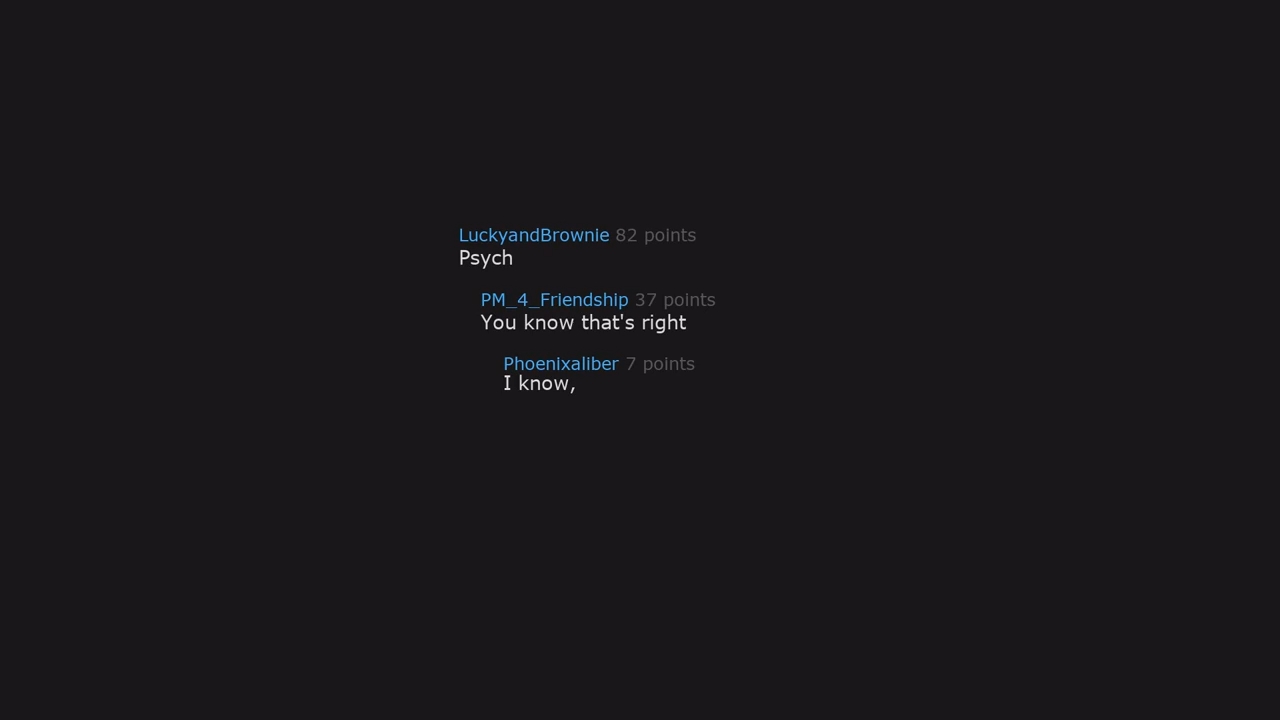 LuckyandBrownie 82 points
Psych
PM_4_Friendship 37 points
You know that's right
Phoenixaliber 7 points
I know,